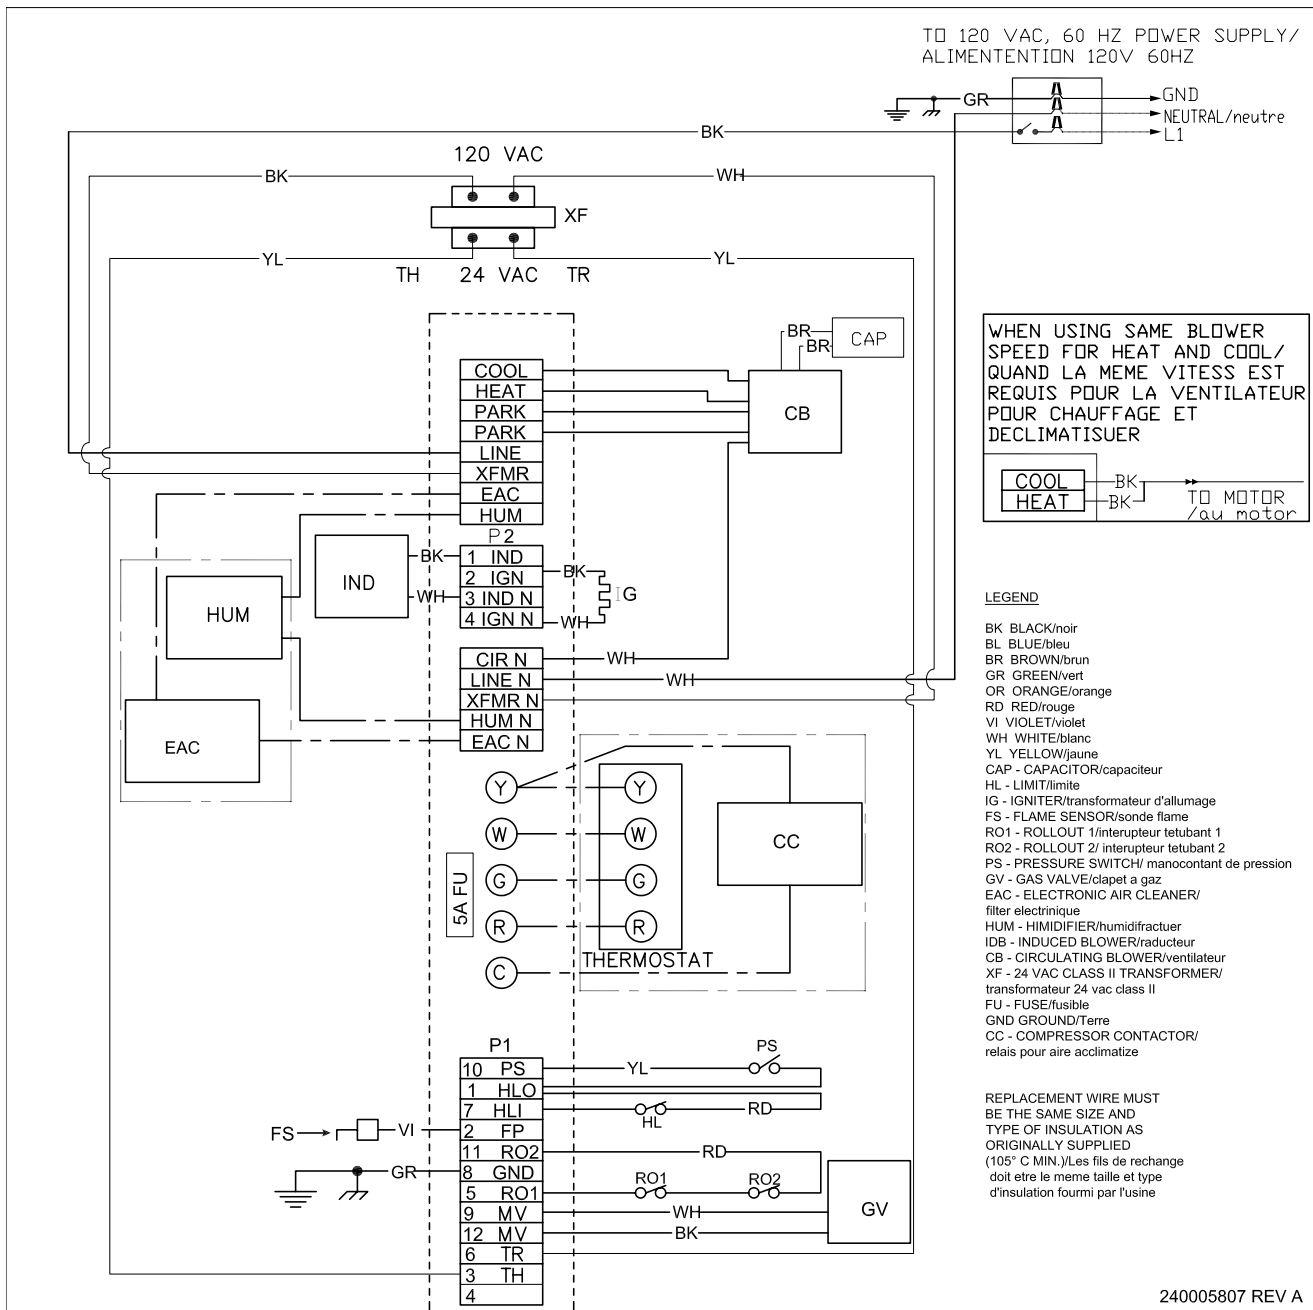 TO 120 VAC, 60 HZ POWER SUPPLY/
ALIMENTENTION 120V 60HZ
GR
GND
NEUTRAL/neutre
L1
BK
120 VAC
BK
WH
XF
YL
YL
TH 24 VAC TR
BR
BR
CAP
CB
COOL
HEAT
PARK
PARK
LINE
XFMR
EAC
HUM
WHEN USING SAME BLOWER
SPEED FOR HEAT AND COOL/
QUAND LA MEME VITESS EST
REQUIS POUR LA VENTILATEUR
POUR CHAUFFAGE ET
DECLIMATISUER
COOL
HEAT
BK
BK
TO MOTOR
/au motor
P2
1 IND
2 IGN
3 IND N
4 IGN N
BK
WH
IND
BK
WH
IG
HUM
EAC
CIR N
LINE N
XFMR N
HUM N
EAC N
WH
WH
Y
W
G
R
C
5A FU
Y
W
G
R
THERMOSTAT
CC
P1
10 PS
1 HLO
7 HLI
2 FP
11 RO2
8 GND
5 RO1
9 MV
12 MV
6 TR
3 TH
4
YL
PS
HL
RD
FS
VI
GR
RD
RO1
RO2
WH
BK
GV
LEGEND
BK BLACK/noir
BL BLUE/bleu
BR BROWN/brun
GR GREEN/vert
OR ORANGE/orange
RD RED/rouge
VI VIOLET/violet
WH WHITE/blanc
YL YELLOW/jaune
CAP - CAPACITOR/capaciteur
HL - LIMIT/limite
IG - IGNITER/transformateur d'allumage
FS - FLAME SENSOR/sonde flame
RO1 - ROLLOUT 1/interupteur tetubant 1
RO2 - ROLLOUT 2/ interupteur tetubant 2
PS - PRESSURE SWITCH/ manocontant de pression
GV - GAS VALVE/clapet a gaz
EAC - ELECTRONIC AIR CLEANER/
filter electrinique
HUM - HIMIDIFIER/humidifractuer
IDB - INDUCED BLOWER/raducteur
CB - CIRCULATING BLOWER/ventilateur
XF - 24 VAC CLASS II TRANSFORMER/
transformateur 24 vac class II
FU - FUSE/fusible
GND GROUND/Terre
CC - COMPRESSOR CONTACTOR/
relais pour aire acclimatize
REPLACEMENT WIRE MUST
BE THE SAME SIZE AND
TYPE OF INSULATION AS
ORIGINALLY SUPPLIED
(105° C MIN.)/Les fils de rechange
doit etre le meme taille et type
d'insulation fourmi par l'usine
240005807 REV A